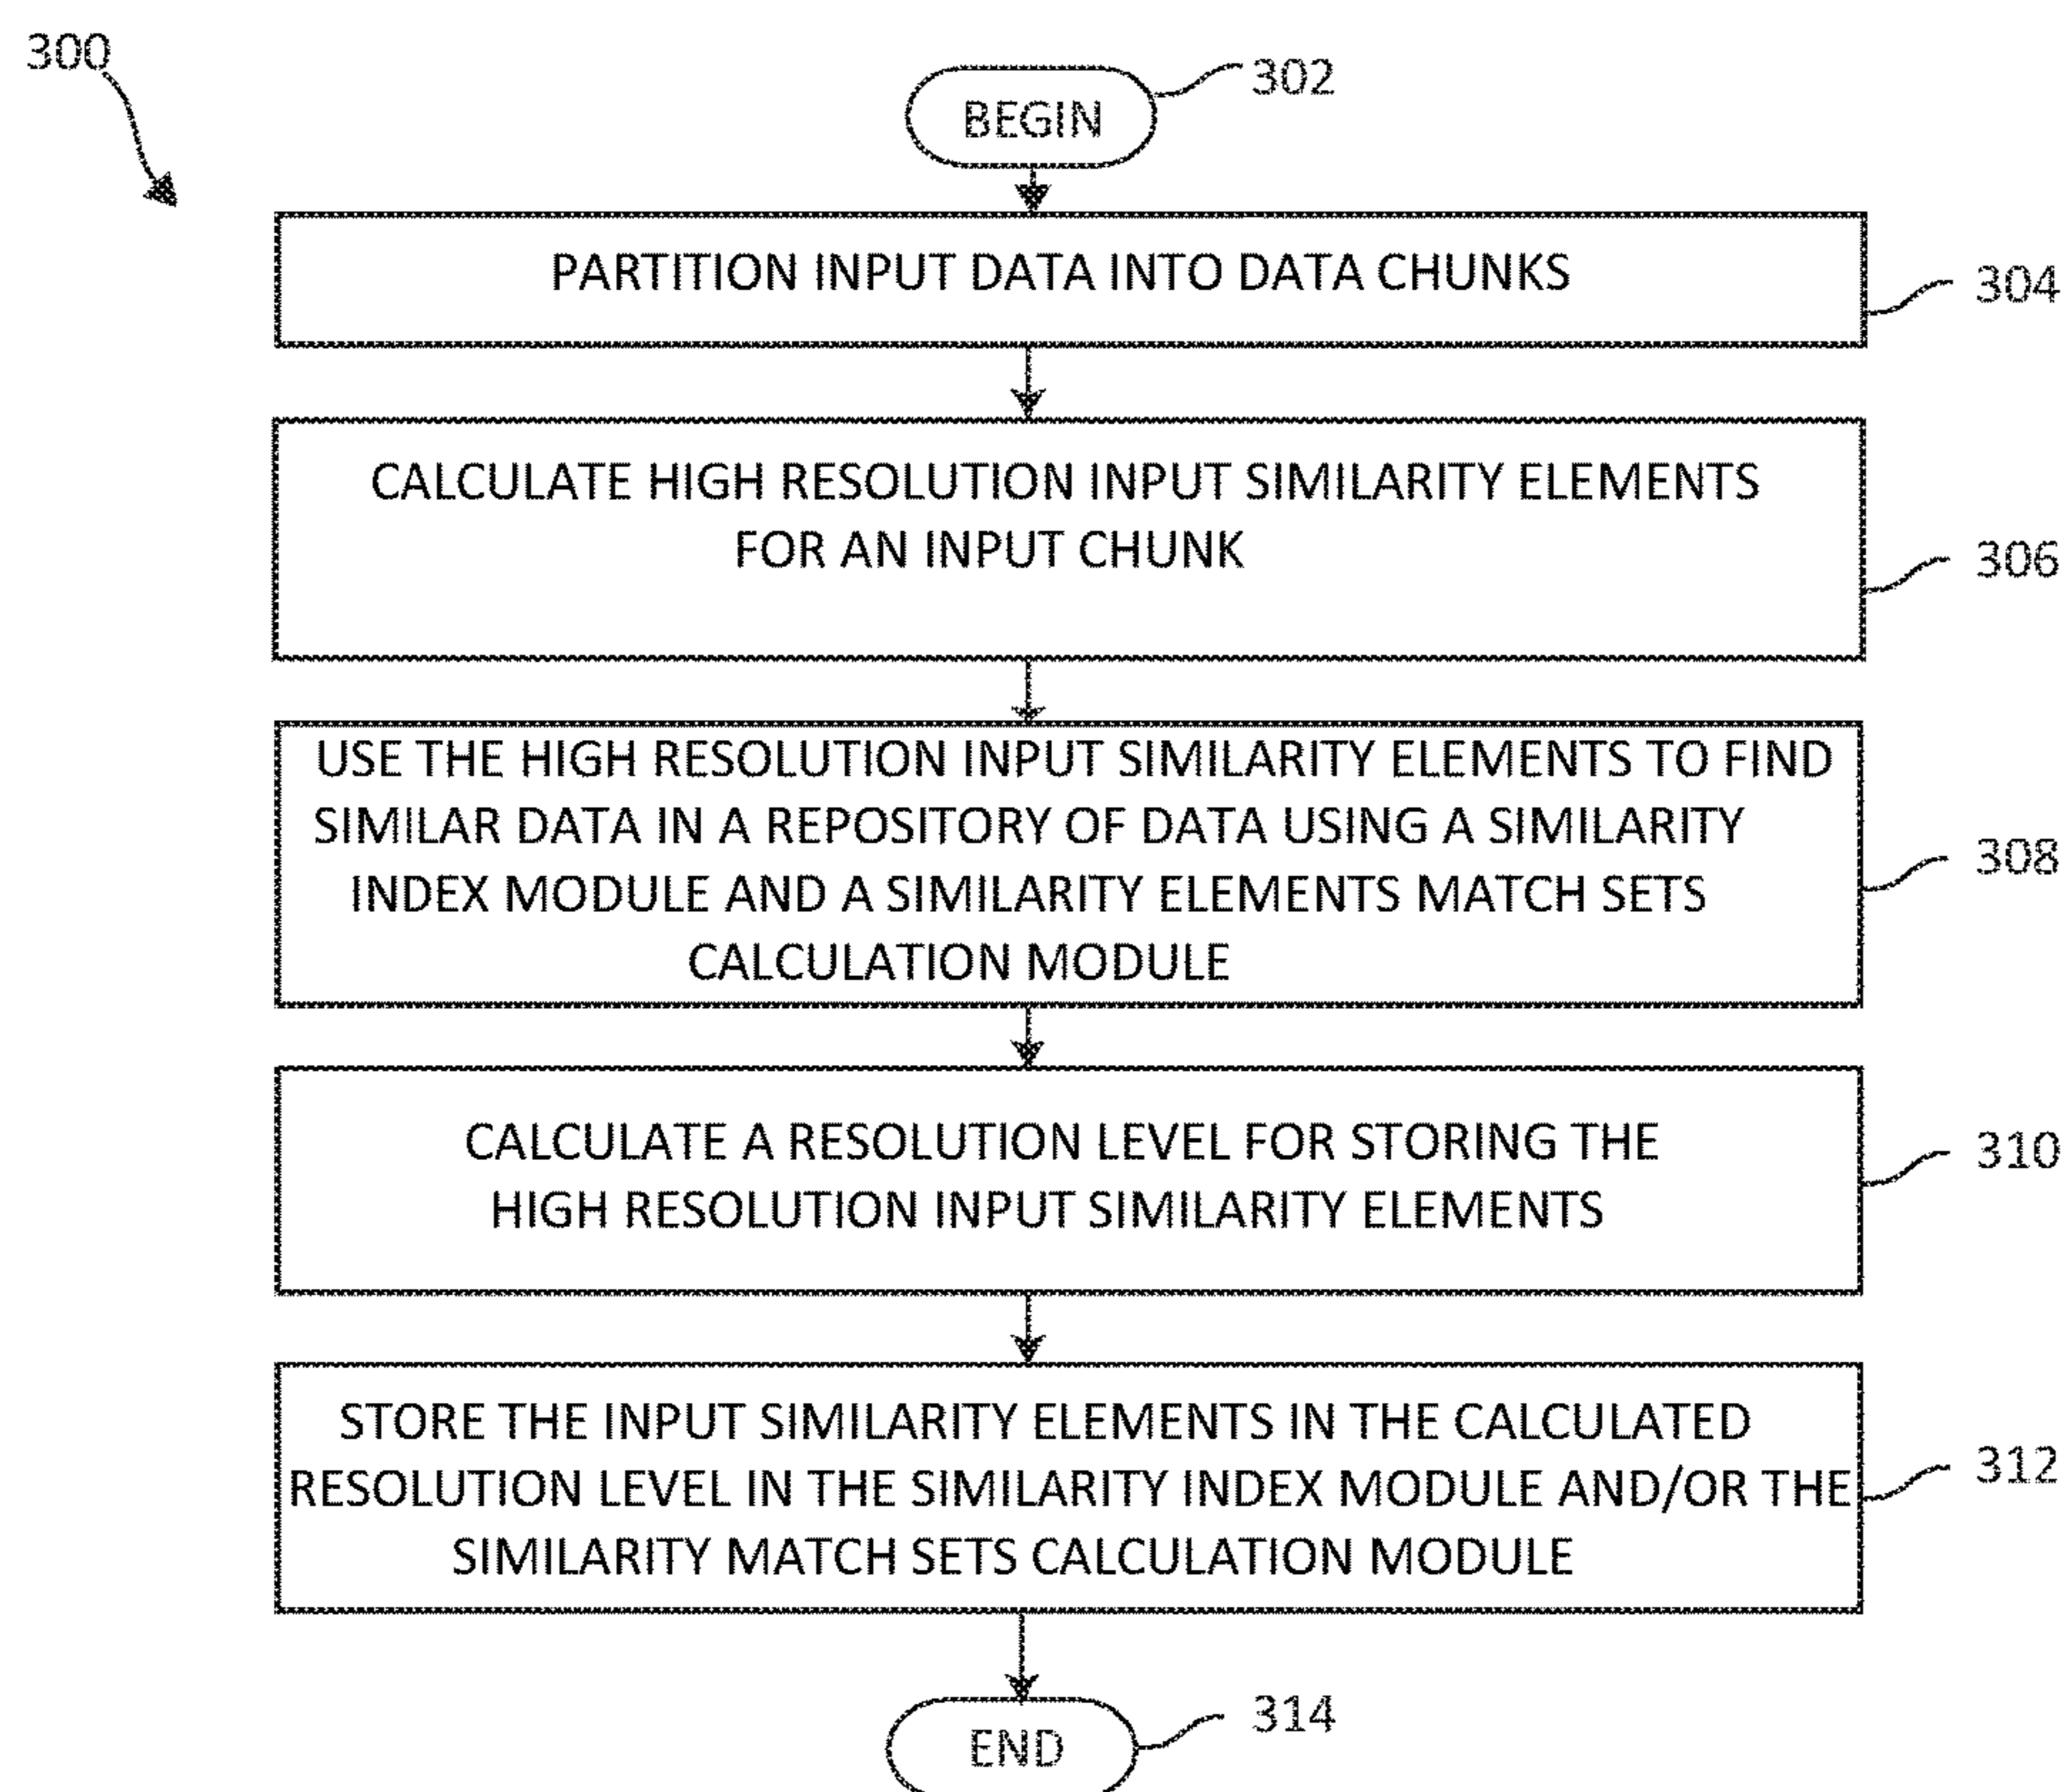 300
302
BEGIN
PARTITION INPUT DATA INTO DATA CHUNKS
304
CALCULATE HIGH RESOLUTION INPUT SIMILARITY ELEMENTS
FOR AN INPUT CHUNK
306
USE THE HIGH RESOLUTION INPUT SIMILARITY ELEMENTS TO FIND
SIMILAR DATA IN A REPOSITORY OF DATA USING A SIMILARITY
INDEX MODULE AND A SIMILARITY ELEMENTS MATCH SETS
CALCULATION MODULE
308
CALCULATE A RESOLUTION LEVEL FOR STORING THE
HIGH RESOLUTION INPUT SIMILARITY ELEMENTS
310
STORE THE INPUT SIMILARITY ELEMENTS IN THE CALCULATED
RESOLUTION LEVEL IN THE SIMILARITY INDEX MODULE AND/OR THE
SIMILARITY MATCH SETS CALCULATION MODULE
312
END
314